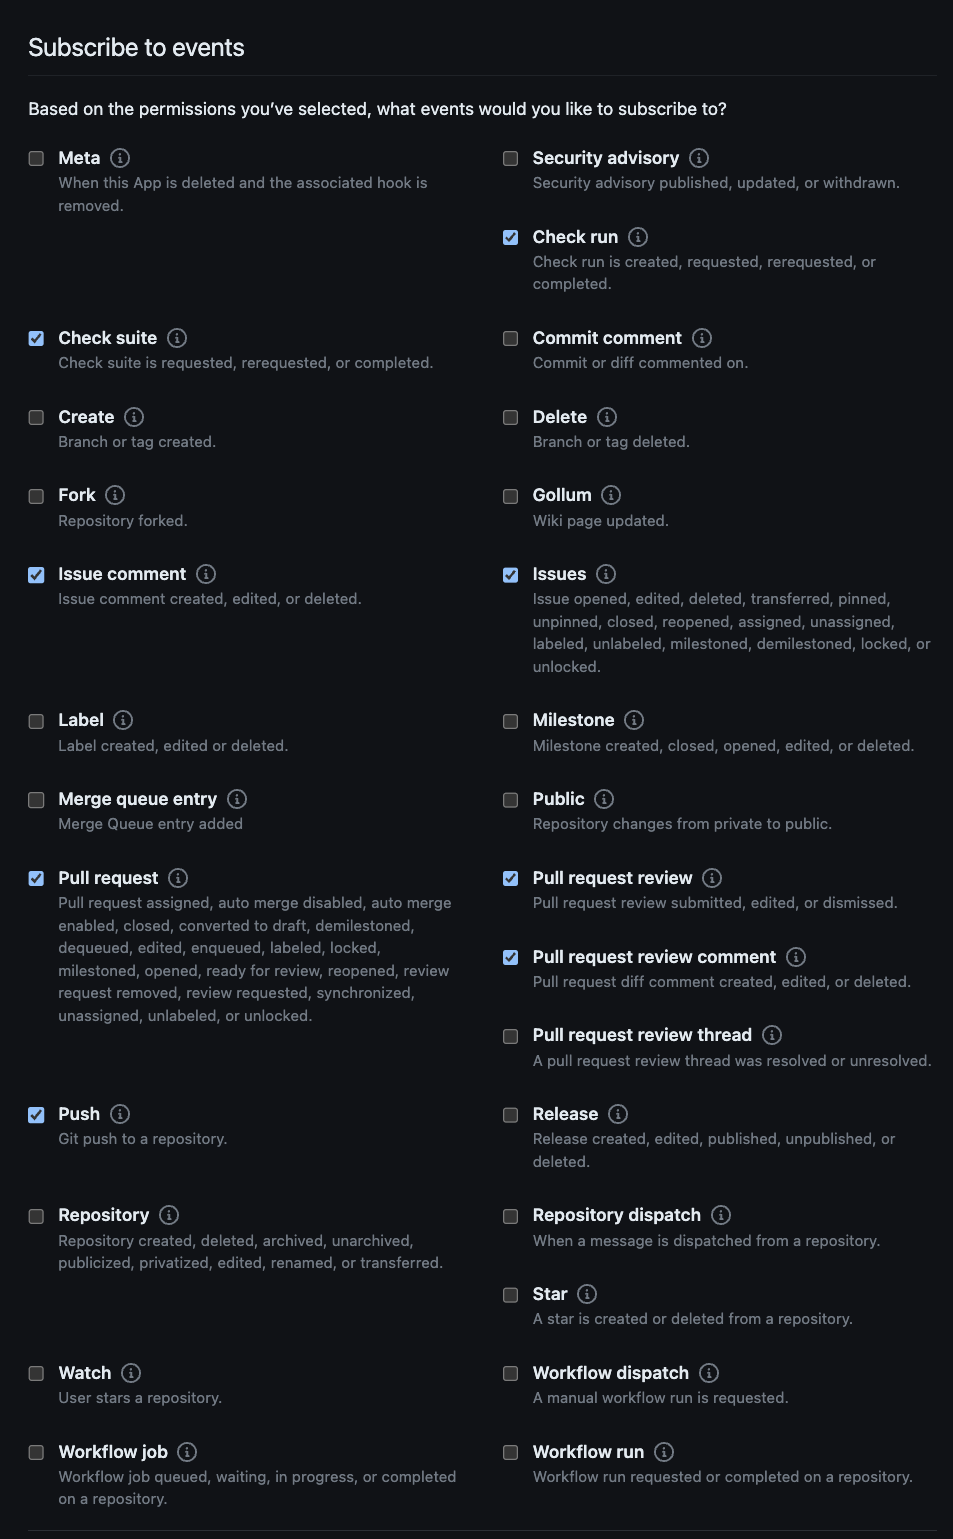 Subscribe to events
Based on the permissions you’ve selected, what events would you like to subscribe to?
Meta
When this App is deleted and the associated hook is
removed.
Security advisory
Security advisory published, updated, or withdrawn.
Check run
Check run is created, requested, rerequested, or
completed.
Check suite
Check suite is requested, rerequested, or completed.
Commit comment
Commit or diff commented on.
Create
Branch or tag created.
Delete
Branch or tag deleted.
Fork
Repository forked.
Gollum
Wiki page updated.
Issue comment
Issue comment created, edited, or deleted.
Issues
Issue opened, edited, deleted, transferred, pinned,
unpinned, closed, reopened, assigned, unassigned,
labeled, unlabeled, milestoned, demilestoned, locked, or
unlocked.
Label
Label created, edited or deleted.
Milestone
Milestone created, closed, opened, edited, or deleted.
Merge queue entry
Merge Queue entry added
Public
Repository changes from private to public.
Pull request
Pull request assigned, auto merge disabled, auto merge
enabled, closed, converted to draft, demilestoned,
dequeued, edited, enqueued, labeled, locked,
milestoned, opened, ready for review, reopened, review
request removed, review requested, synchronized,
unassigned, unlabeled, or unlocked.
Pull request review
Pull request review submitted, edited, or dismissed.
Pull request review comment
Pull request diff comment created, edited, or deleted.
Pull request review thread
A pull request review thread was resolved or unresolved.
Push
Git push to a repository.
Release
Release created, edited, published, unpublished, or
deleted.
Repository
Repository created, deleted, archived, unarchived,
publicized, privatized, edited, renamed, or transferred.
Repository dispatch
When a message is dispatched from a repository.
Star
A star is created or deleted from a repository.
Watch
User stars a repository.
Workflow dispatch
A manual workflow run is requested.
Workflow job
Workflow job queued, waiting, in progress, or completed
on a repository.
Workflow run
Workflow run requested or completed on a repository.